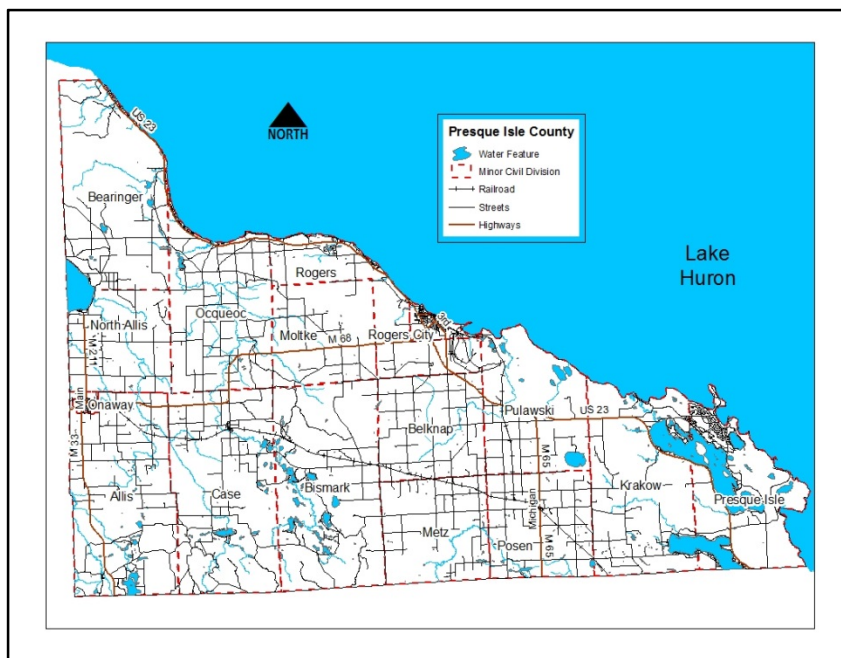 US 23
NORTH
Presque Isle County
Water Feature
Minor Civil Division
Railroad
Streets
Highways
Bearinger
Lake
Huron
Rogers
Ocqueoc
North Allis
Moltke
M 68
Rogers City
3rd
M 211
Main
Onaway
Pulawski
US 23
Belknap
M 33
M 65
Allis
Case
Bismark
Krakow
Presque Isle
Michigan
Metz
Posen
M 65